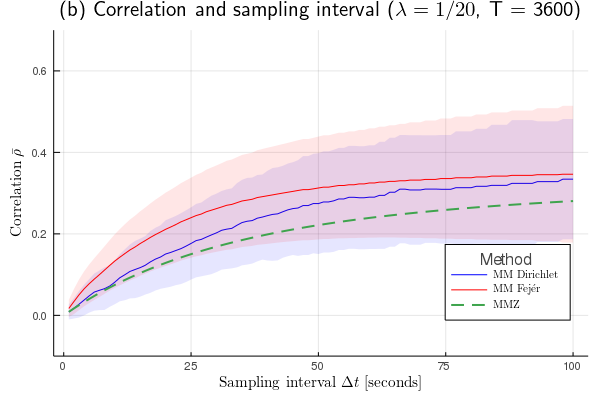 (b) Correlation and sampling interval (λ = 1/20, T = 3600)
0.6
0.4
0.2
0.0
Correlation ρ̄
Method
MM Dirichlet
MM Fejér
MMZ
0 25 50 75 100
Sampling interval Δt [seconds]